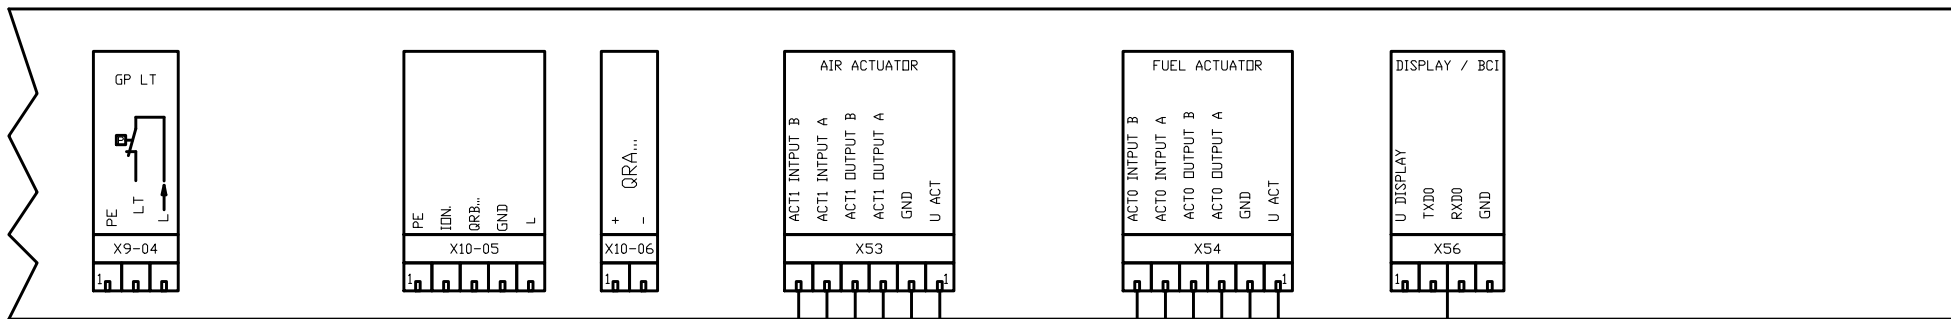 GP LT
PE
LT
L
X9-04
1
PE
ION.
QRB...
GND
L
X10-05
1
QRA...
+
-
X10-06
1
AIR ACTUATOR
ACT1 INTPUT B
ACT1 INTPUT A
ACT1 OUTPUT B
ACT1 OUTPUT A
GND
U ACT
X53
1
FUEL ACTUATOR
ACT0 INTPUT B
ACT0 INTPUT A
ACT0 OUTPUT B
ACT0 OUTPUT A
GND
U ACT
X54
1
DISPLAY / BCI
U DISPLAY
TXD0
RXD0
GND
X56
1